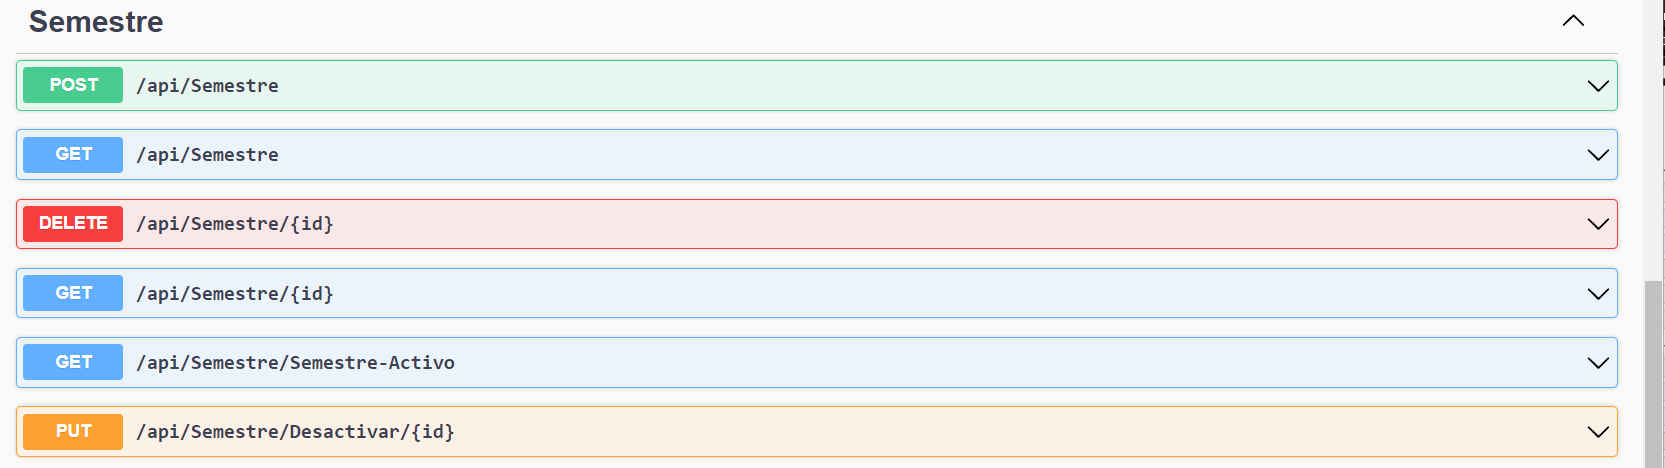 Semestre
POST /api/Semestre
GET /api/Semestre
DELETE /api/Semestre/{id}
GET /api/Semestre/{id}
GET /api/Semestre/Semestre-Activo
PUT /api/Semestre/Desactivar/{id}